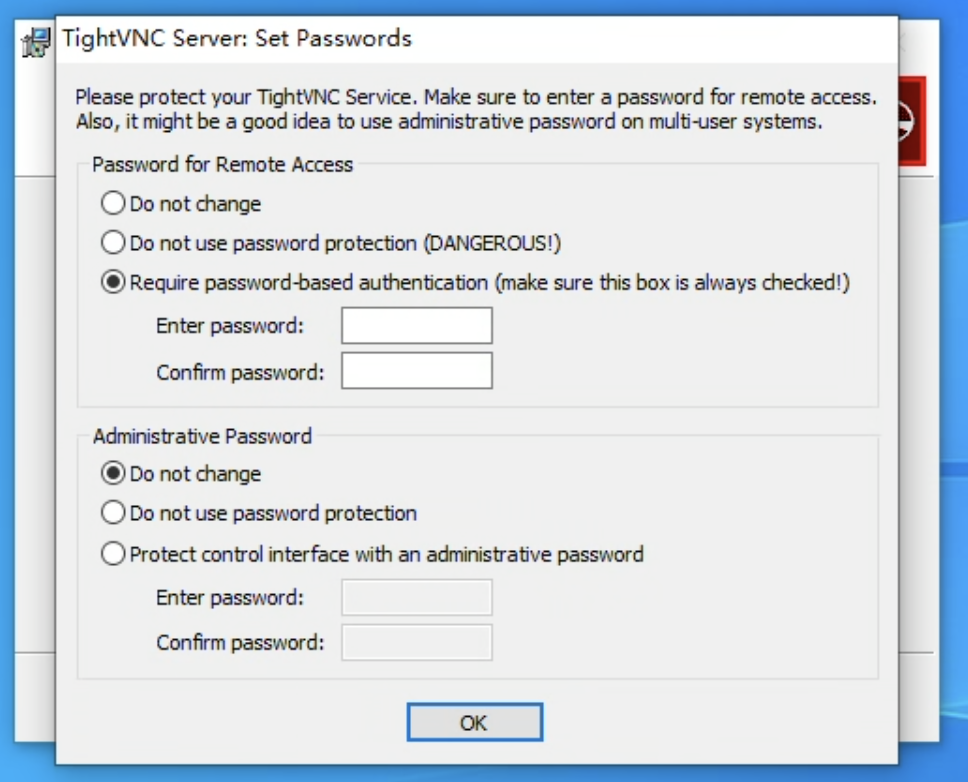 TightVNC Server: Set Passwords
Please protect your TightVNC Service. Make sure to enter a password for remote access.
Also, it might be a good idea to use administrative password on multi-user systems.
Password for Remote Access
Do not change
Do not use password protection (DANGEROUS!)
Require password-based authentication (make sure this box is always checked!)
Enter password:
Confirm password:
Administrative Password
Do not change
Do not use password protection
Protect control interface with an administrative password
Enter password:
Confirm password:
OK